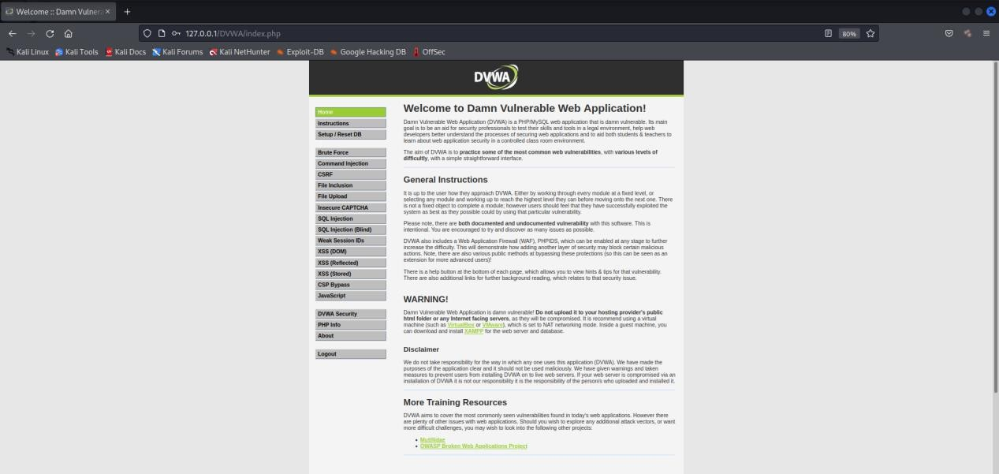 Welcome :: Damn Vulnera
127.0.0.1/DVWA/index.php
80%
Kali Linux
Kali Tools
Kali Docs
Kali Forums
Kali NetHunter
Exploit-DB
Google Hacking DB
OffSec
DVWA
Home
Instructions
Setup / Reset DB
Brute Force
Command Injection
CSRF
File Inclusion
File Upload
Insecure CAPTCHA
SQL Injection
SQL Injection (Blind)
Weak Session IDs
XSS (DOM)
XSS (Reflected)
XSS (Stored)
CSP Bypass
JavaScript
DVWA Security
PHP Info
About
Logout
Welcome to Damn Vulnerable Web Application!
Damn Vulnerable Web Application (DVWA) is a PHP/MySQL web application that is damn vulnerable. Its main
goal is to be an aid for security professionals to test their skills and tools in a legal environment, help web
developers better understand the processes of securing web applications and to aid both students & teachers to
learn about web application security in a controlled class room environment.
The aim of DVWA is to practice some of the most common web vulnerabilities, with various levels of
difficultly, with a simple straightforward interface.
General Instructions
It is up to the user how they approach DVWA. Either by working through every module at a fixed level, or
selecting any module and working up to reach the highest level they can before moving onto the next one. There
is not a fixed object to complete a module; however users should feel that they have successfully exploited the
system as best as they possible could by using that particular vulnerability.
Please note, there are both documented and undocumented vulnerability with this software. This is
intentional. You are encouraged to try and discover as many issues as possible.
DVWA also includes a Web Application Firewall (WAF), PHPIDS, which can be enabled at any stage to further
increase the difficulty. This will demonstrate how adding another layer of security may block certain malicious
actions. Note, there are also various public methods at bypassing these protections (so this can be seen as an
extension for more advanced users)!
There is a help button at the bottom of each page, which allows you to view hints & tips for that vulnerability.
There are also additional links for further background reading, which relates to that security issue.
WARNING!
Damn Vulnerable Web Application is damn vulnerable! Do not upload it to your hosting provider's public
html folder or any Internet facing servers, as they will be compromised. It is recommend using a virtual
machine (such as VirtualBox or VMware), which is set to NAT networking mode. Inside a guest machine, you
can download and install XAMPP for the web server and database.
Disclaimer
We do not take responsibility for the way in which any one uses this application (DVWA). We have made the
purposes of the application clear and it should not be used maliciously. We have given warnings and taken
measures to prevent users from installing DVWA on to live web servers. If your web server is compromised via an
installation of DVWA it is not our responsibility it is the responsibility of the person/s who uploaded and installed it.
More Training Resources
DVWA aims to cover the most commonly seen vulnerabilities found in today's web applications. However there
are plenty of other issues with web applications. Should you wish to explore any additional attack vectors, or want
more difficult challenges, you may wish to look into the following other projects:
Mutillidae
OWASP Broken Web Applications Project